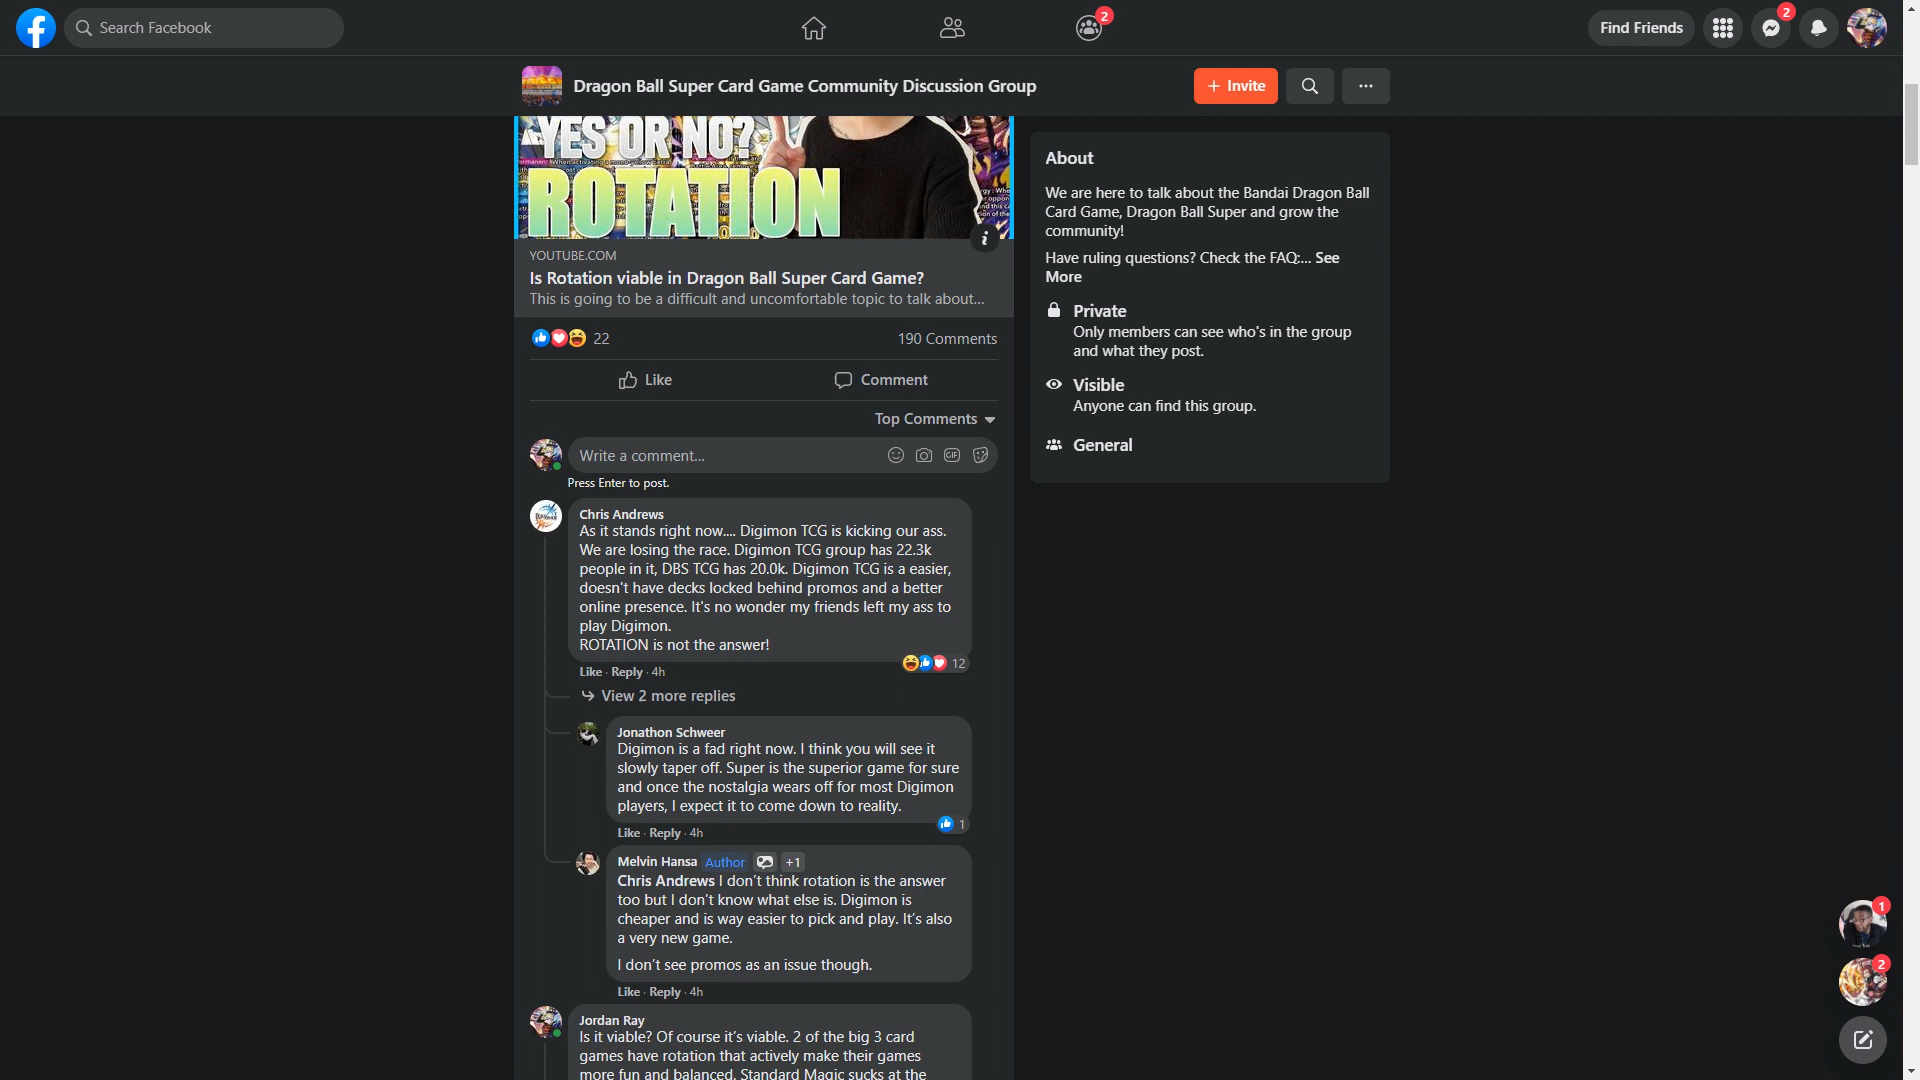 Search Facebook
2
Find Friends
2
Dragon Ball Super Card Game Community Discussion Group
+ Invite
YES OR NO?
ROTATION
YOUTUBE.COM
Is Rotation viable in Dragon Ball Super Card Game?
This is going to be a difficult and uncomfortable topic to talk about...
22
190 Comments
Like
Comment
Top Comments
Write a comment...
GIF
Press Enter to post.
Chris Andrews
As it stands right now.... Digimon TCG is kicking our ass.
We are losing the race. Digimon TCG group has 22.3k
people in it, DBS TCG has 20.0k. Digimon TCG is a easier,
doesn't have decks locked behind promos and a better
online presence. It's no wonder my friends left my ass to
play Digimon.
ROTATION is not the answer!
12
Like · Reply · 4h
View 2 more replies
Jonathon Schweer
Digimon is a fad right now. I think you will see it
slowly taper off. Super is the superior game for sure
and once the nostalgia wears off for most Digimon
players, I expect it to come down to reality.
1
Like · Reply · 4h
Melvin Hansa Author +1
Chris Andrews I don't think rotation is the answer
too but I don't know what else is. Digimon is
cheaper and is way easier to pick and play. It's also
a very new game.
I don't see promos as an issue though.
Like · Reply · 4h
Jordan Ray
Is it viable? Of course it's viable. 2 of the big 3 card
games have rotation that actively make their games
more fun and balanced. Standard Magic sucks at the
About
We are here to talk about the Bandai Dragon Ball
Card Game, Dragon Ball Super and grow the
community!
Have ruling questions? Check the FAQ:... See
More
Private
Only members can see who's in the group
and what they post.
Visible
Anyone can find this group.
General
1
2